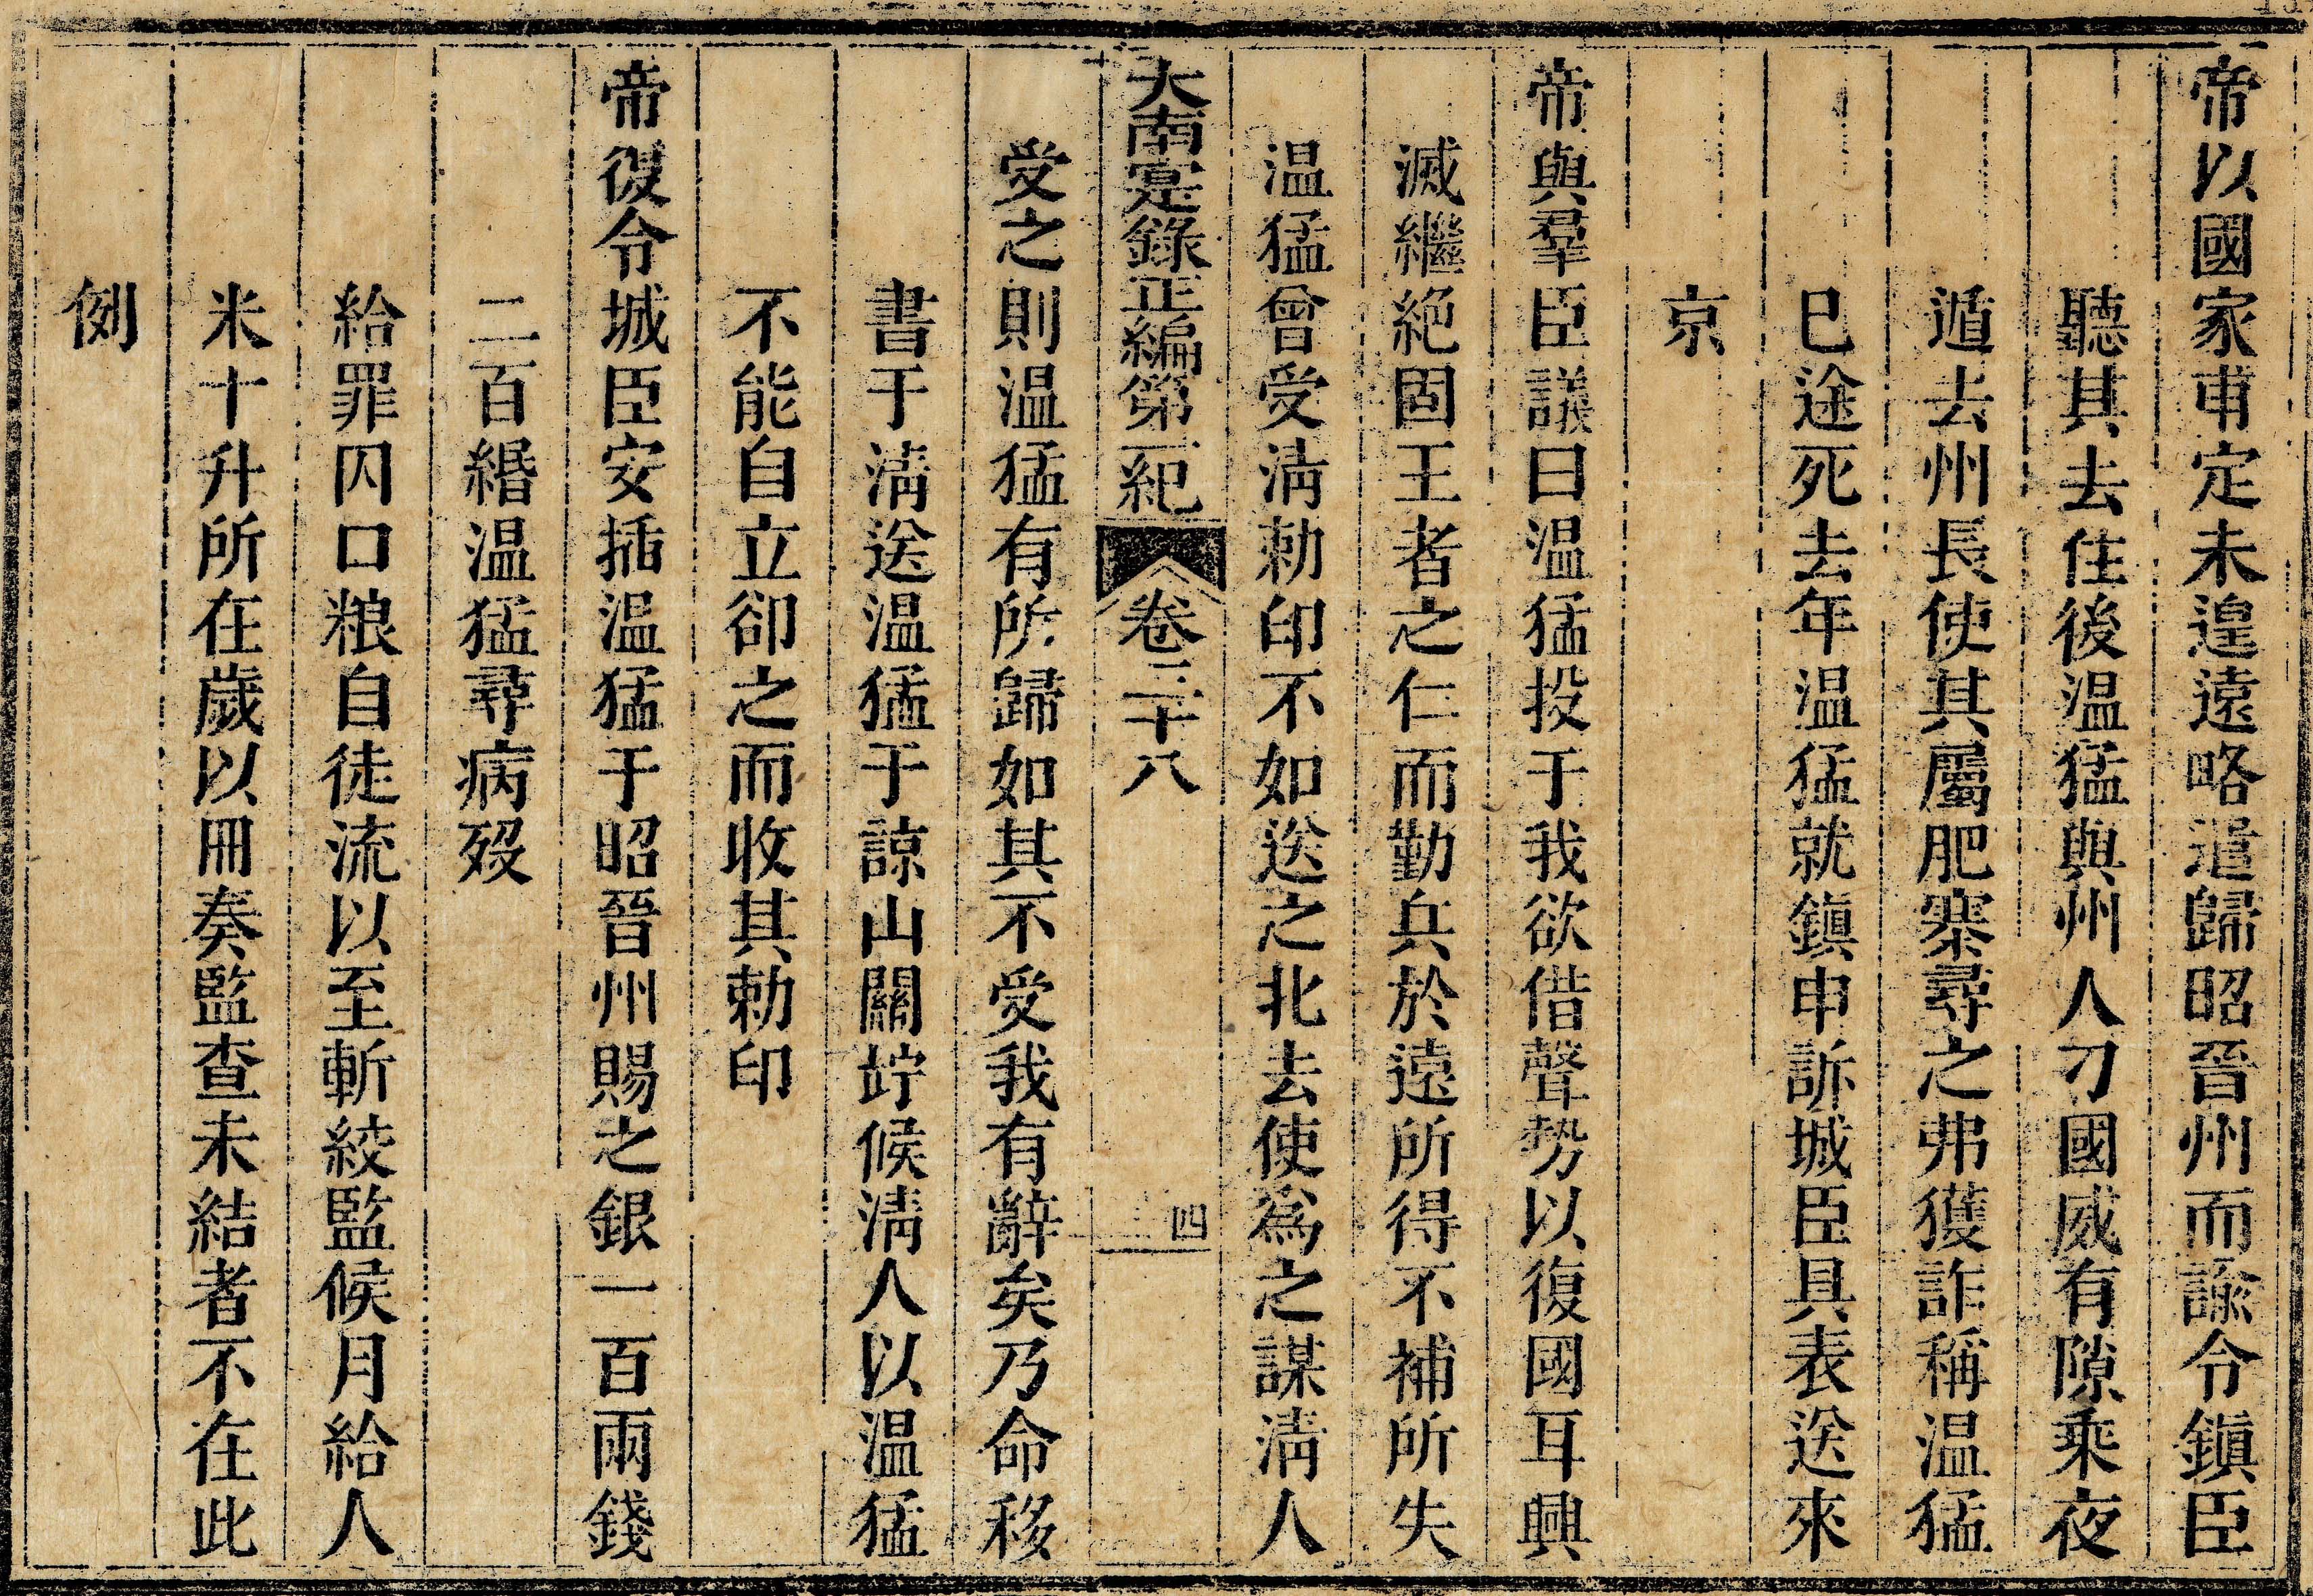 帝以國家甫定未遑遠略遣歸昭晉州而諭令鎮臣
聽其去住後温猛與州人刁國威有隙乘夜
遁去州長使其屬肥寨尋之弗獲詐稱温猛
已途死去年温猛就鎮申訴城臣具表送來
京
帝與羣臣議曰温猛投于我欲借聲勢以復國耳興
滅繼絶固王者之仁而勤兵於遠所得不補所失
温猛曾受淸勅印不如送之北去使爲之謀淸人
大南寔錄正編第一紀 卷三十八 四
受之則温猛有所歸如其不受我有辭矣乃命移
書于淸送温猛于諒山關竚候淸人以温猛
不能自立卻之而收其勅印
帝復令城臣安插温猛于昭晉州賜之銀一百兩錢
二百緡温猛尋病歿
給罪囚口粮自徒流以至斬絞監候月給人
米十升所在歲以冊奏監查未結者不在此
例